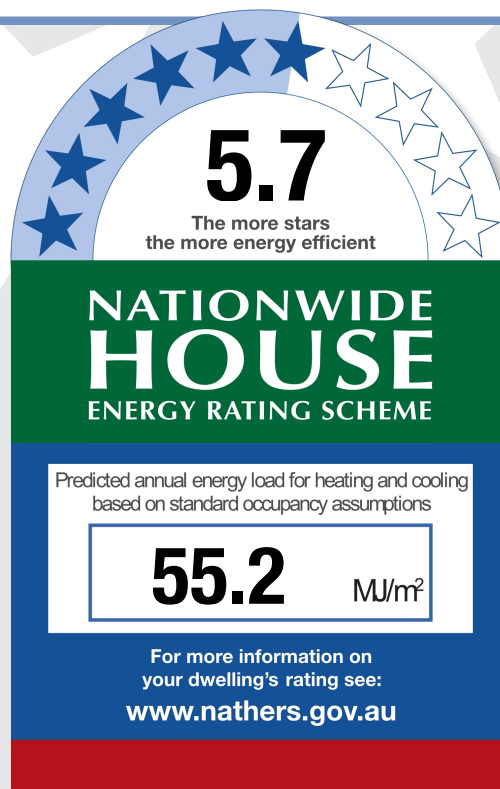 5.7
The more stars
the more energy efficient
NATIONWIDE
HOUSE
ENERGY RATING SCHEME
Predicted annual energy load for heating and cooling
based on standard occupancy assumptions
55.2 MJ/m²
For more information on
your dwelling's rating see:
www.nathers.gov.au